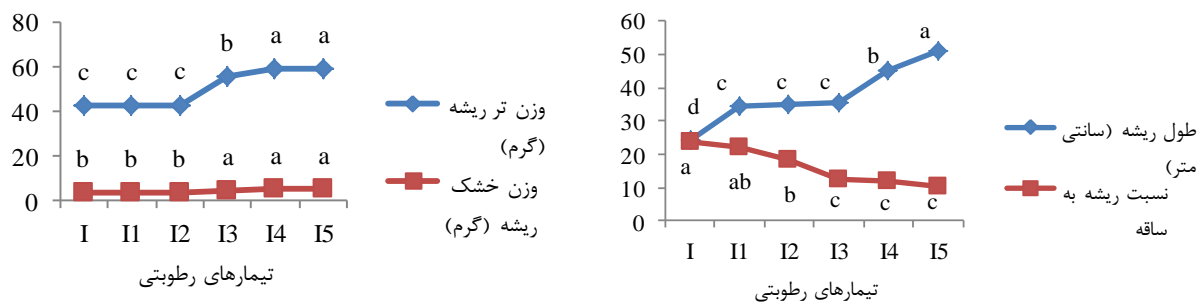 80
60
40
20
0
c c c b a a
b b b a a a
I I1 I2 I3 I4 I5
تیمارهای رطوبتی
وزن تر ریشه
(گرم)
وزن خشک
ریشه (گرم)
60
50
40
30
20
10
0
d c c c b a
a ab b c c c
I I1 I2 I3 I4 I5
تیمارهای رطوبتی
طول ریشه (سانتی
متر)
نسبت ریشه به
ساقه